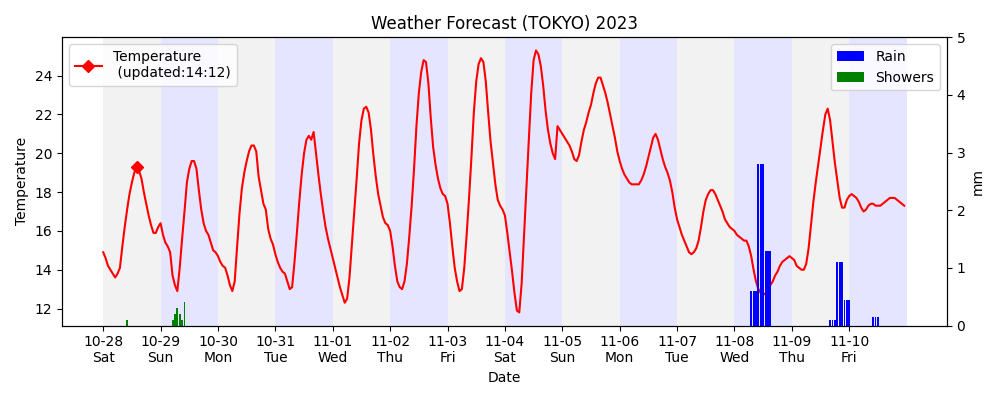 Weather Forecast (TOKYO) 2023
Temperature
(updated:14:12)
Rain
Showers
Temperature
24
22
20
18
16
14
12
5
4
3
2
1
0
mm
10-28 10-29 10-30 10-31 11-01 11-02 11-03 11-04 11-05 11-06 11-07 11-08 11-09 11-10
Sat Sun Mon Tue Wed Thu Fri Sat Sun Mon Tue Wed Thu Fri
Date